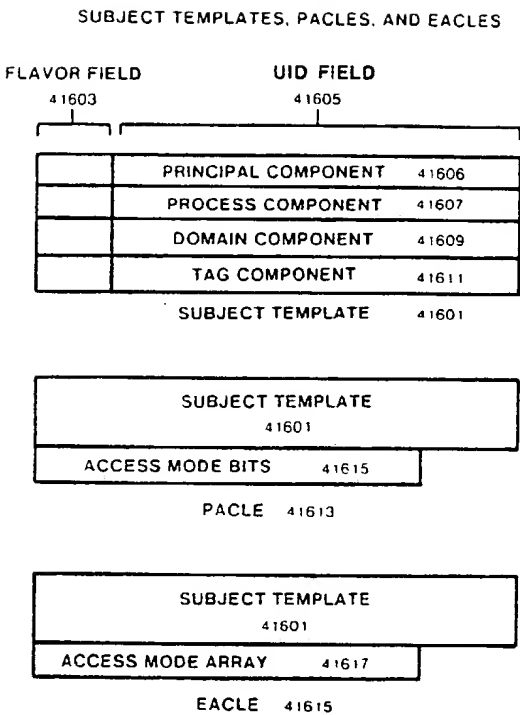 SUBJECT TEMPLATES, PACLES, AND EACLES
FLAVOR FIELD UID FIELD
41603 41605
PRINCIPAL COMPONENT 41606
PROCESS COMPONENT 41607
DOMAIN COMPONENT 41609
TAG COMPONENT 41611
SUBJECT TEMPLATE 41601
SUBJECT TEMPLATE
41601
ACCESS MODE BITS 41615
PACLE 41613
SUBJECT TEMPLATE
41601
ACCESS MODE ARRAY 41617
EACLE 41615